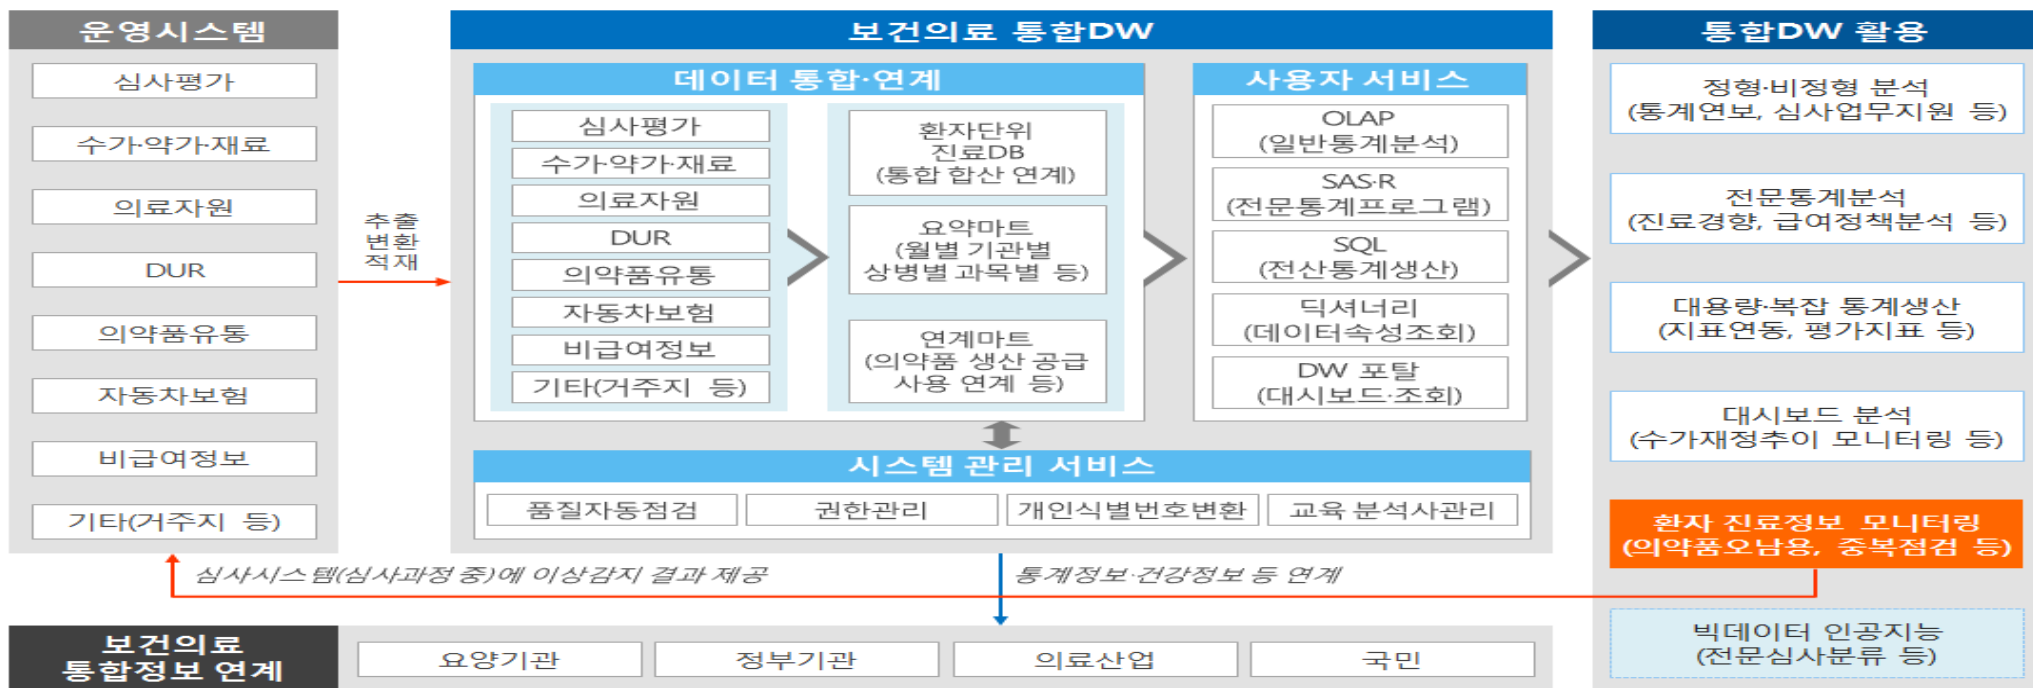 운영시스템
심사평가
수가·약가·재료
의료자원
DUR
의약품유통
자동차보험
비급여정보
기타(거주지 등)
추출
변환
적재
보건의료 통합DW
데이터 통합·연계
심사평가
수가·약가·재료
의료자원
DUR
의약품유통
자동차보험
비급여정보
기타(거주지 등)
환자단위
진료DB
(통합 합산 연계)
요약마트
(월별 기관별
상병별 과목별 등)
연계마트
(의약품 생산 공급
사용 연계 등)
사용자 서비스
OLAP
(일반통계분석)
SAS·R
(전문통계프로그램)
SQL
(전산통계생산)
딕셔너리
(데이터속성조회)
DW 포탈
(대시보드·조회)
시스템 관리 서비스
품질자동점검
권한관리
개인식별번호변환
교육 분석사관리
통합DW 활용
정형·비정형 분석
(통계연보, 심사업무지원 등)
전문통계분석
(진료경향, 급여정책분석 등)
대용량·복잡 통계생산
(지표연동, 평가지표 등)
대시보드 분석
(수가재정추이 모니터링 등)
환자 진료정보 모니터링
(의약품오남용, 중복점검 등)
빅데이터 인공지능
(전문심사분류 등)
심사시스템(심사과정 중)에 이상감지 결과 제공
통계정보·건강정보 등 연계
보건의료
통합정보 연계
요양기관
정부기관
의료산업
국민